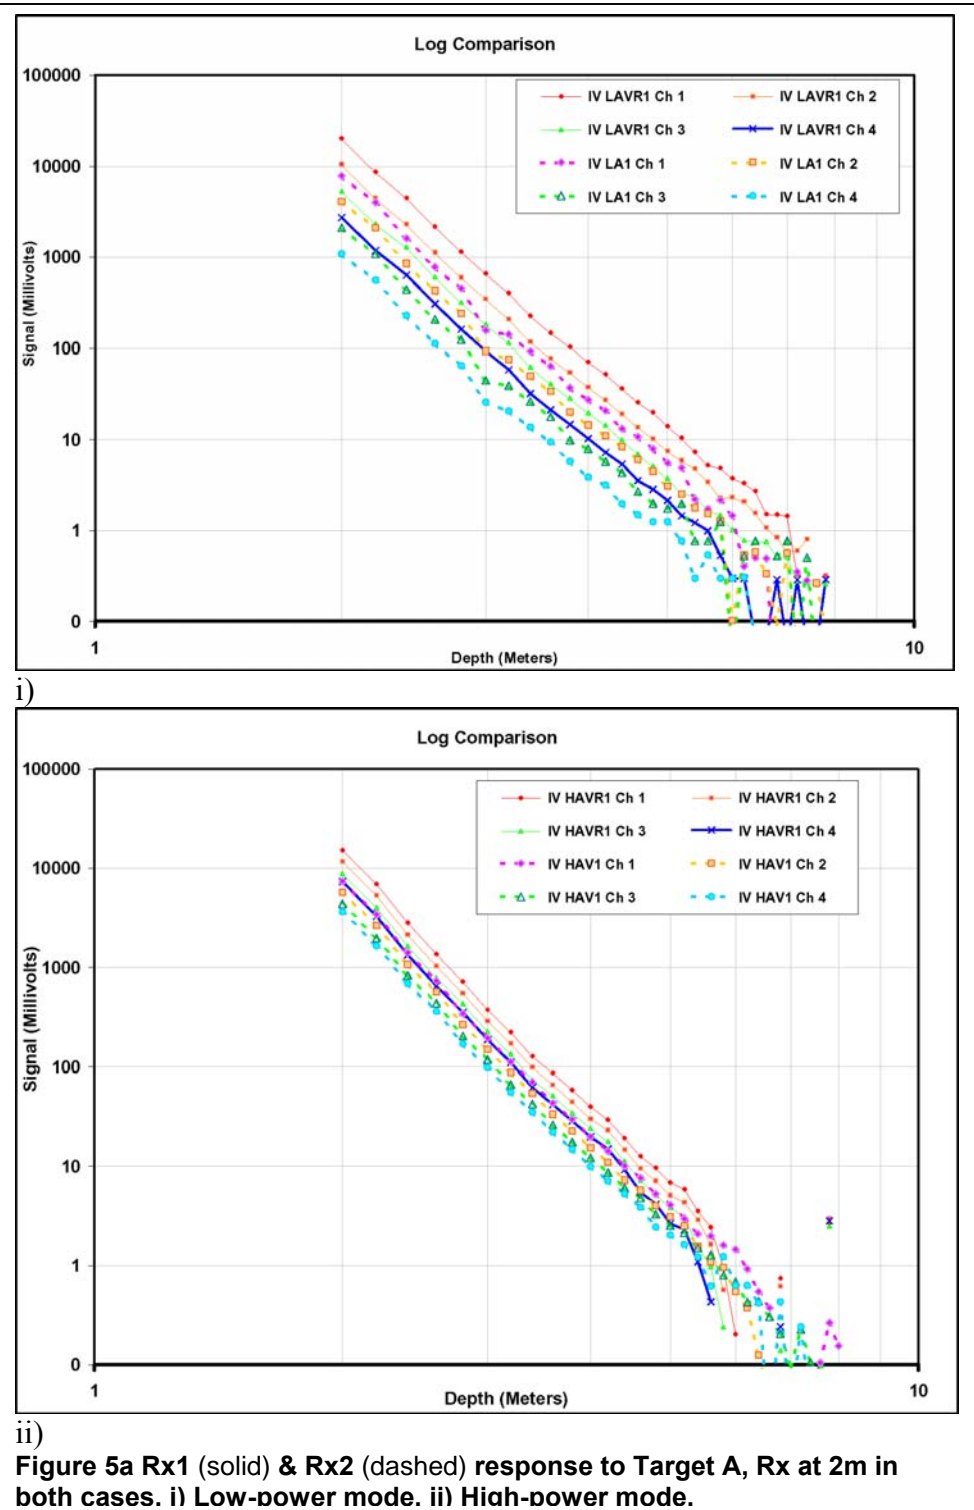 Log Comparison
100000
10000
1000
100
10
1
0
Signal (Millivolts)
IV LAVR1 Ch 1
IV LAVR1 Ch 2
IV LAVR1 Ch 3
IV LAVR1 Ch 4
IV LA1 Ch 1
IV LA1 Ch 2
IV LA1 Ch 3
IV LA1 Ch 4
1
10
Depth (Meters)
i)
Log Comparison
100000
10000
1000
100
10
1
0
Signal (Millivolts)
IV HAVR1 Ch 1
IV HAVR1 Ch 2
IV HAVR1 Ch 3
IV HAVR1 Ch 4
IV HAV1 Ch 1
IV HAV1 Ch 2
IV HAV1 Ch 3
IV HAV1 Ch 4
1
10
Depth (Meters)
ii)
Figure 5a Rx1 (solid) & Rx2 (dashed) response to Target A, Rx at 2m in
both cases. i) Low-power mode. ii) High-power mode.